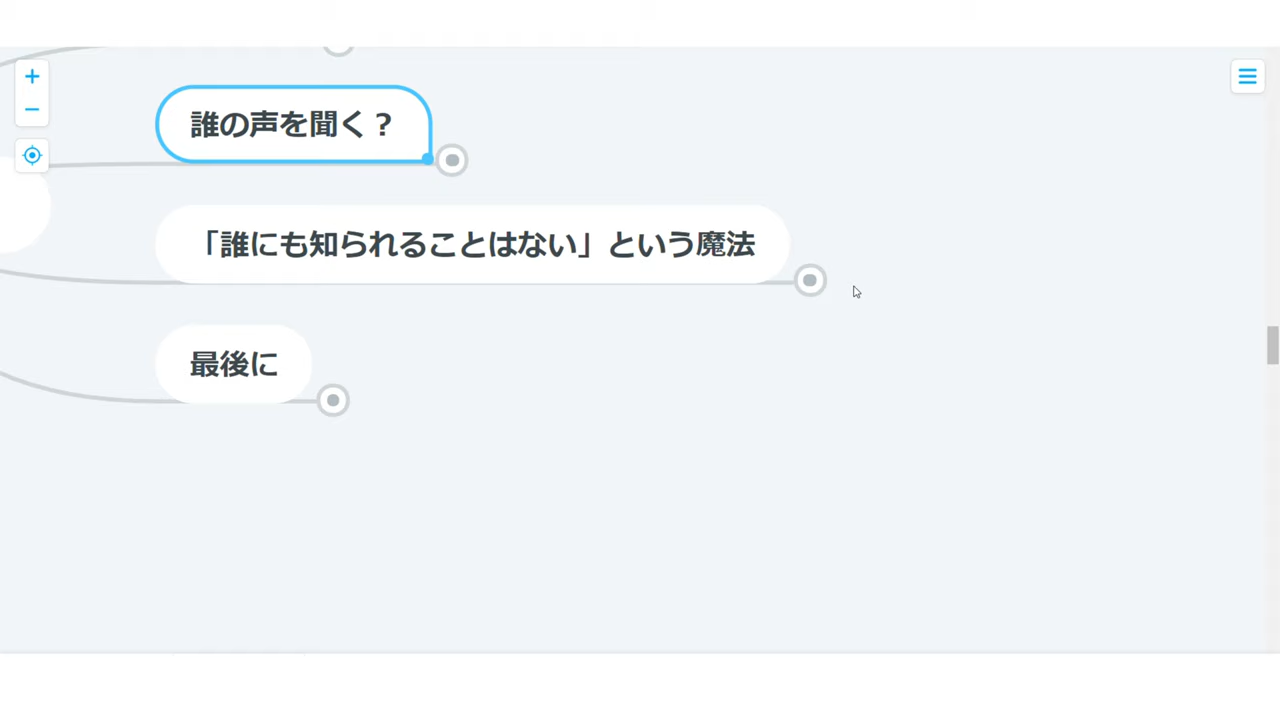 誰の声を聞く？
「誰にも知られることはない」という魔法
最後に